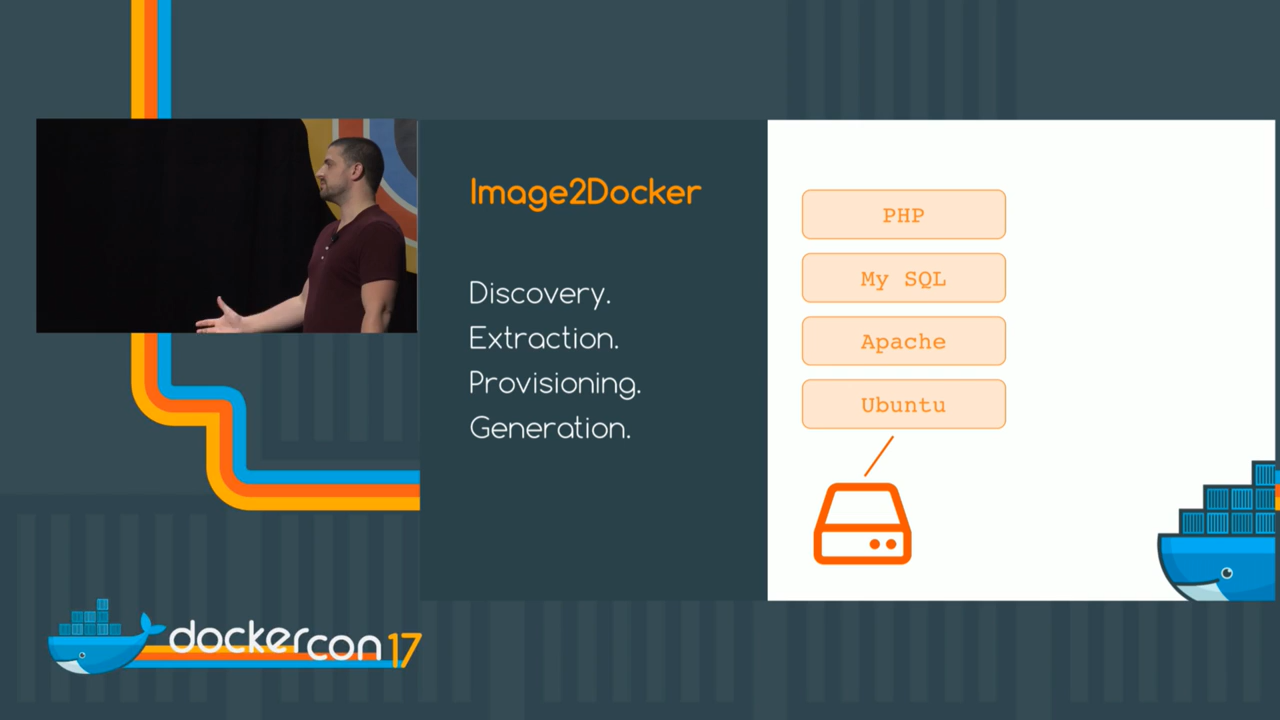 Image2Docker
Discovery.
Extraction.
Provisioning.
Generation.
PHP
My SQL
Apache
Ubuntu
dockercon17